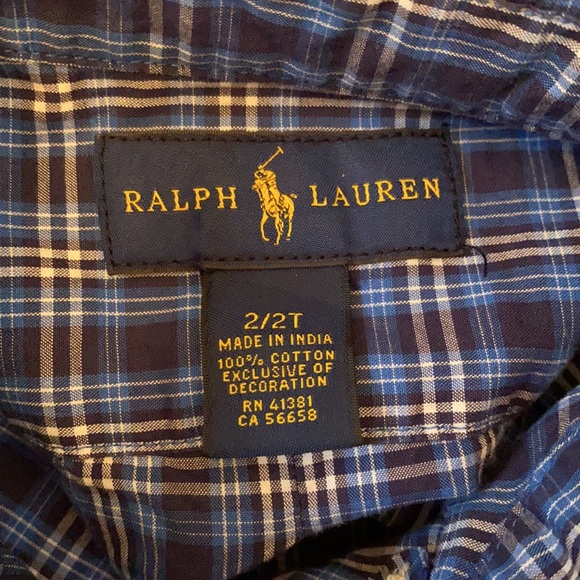 RALPH LAUREN
2/2T
MADE IN INDIA
100% COTTON
EXCLUSIVE OF
DECORATION
RN 41381
CA 56658